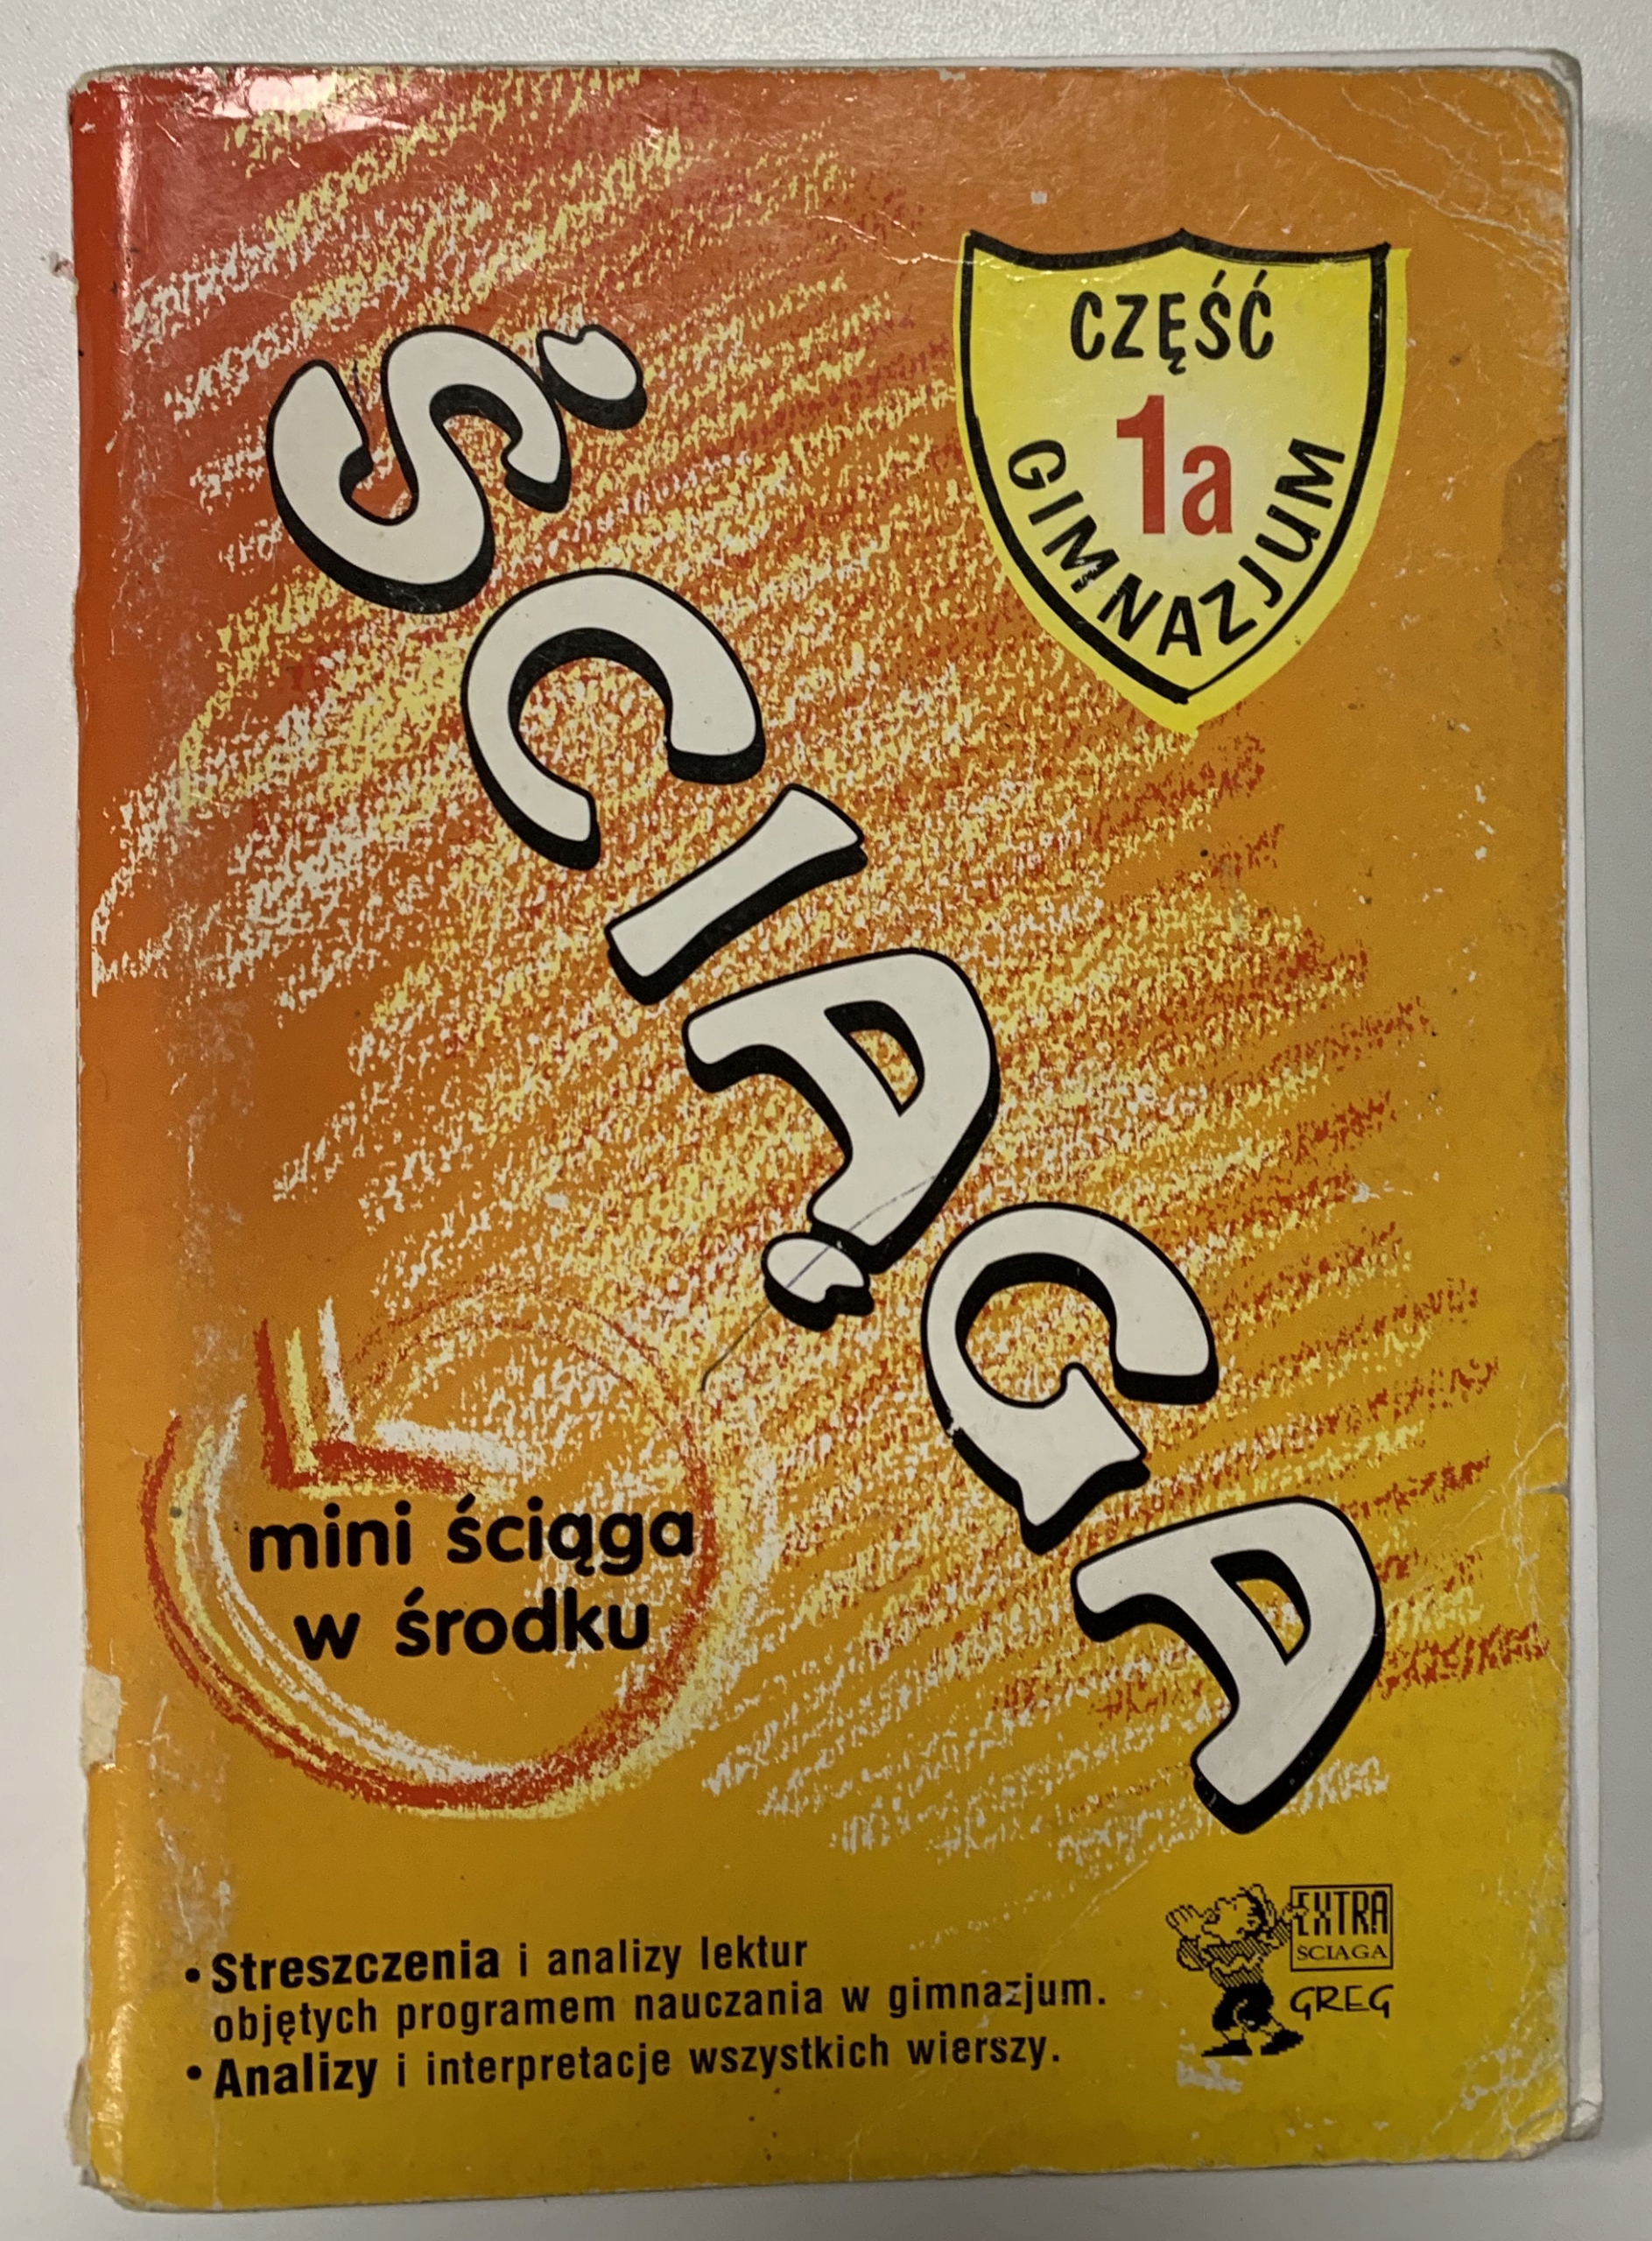 CZĘŚĆ
1a
GIMNAZJUM
ŚCIĄGA
mini ściąga
w środku
• Streszczenia i analizy lektur
objętych programem nauczania w gimnazjum.
• Analizy i interpretacje wszystkich wierszy.
EXTRA
ŚCIĄGA
GREG